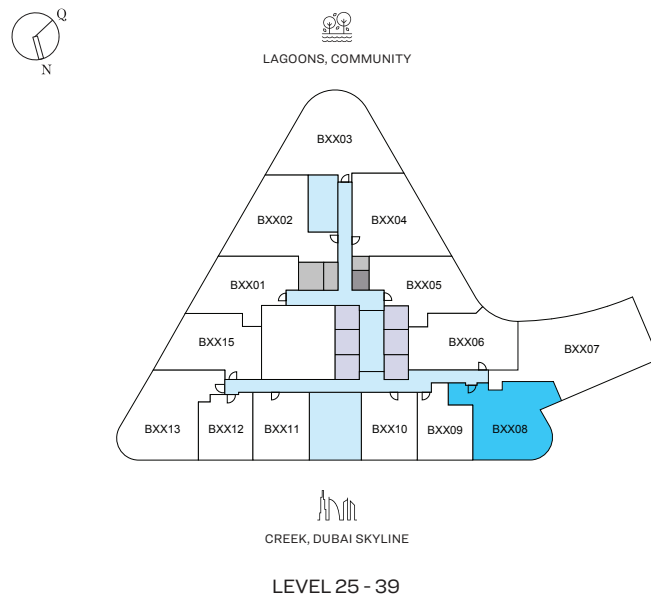 Q
N
LAGOONS, COMMUNITY
BXX03
BXX02
BXX04
BXX01
BXX05
BXX15
BXX06
BXX07
BXX13
BXX12
BXX11
BXX10
BXX09
BXX08
CREEK, DUBAI SKYLINE
LEVEL 25 - 39